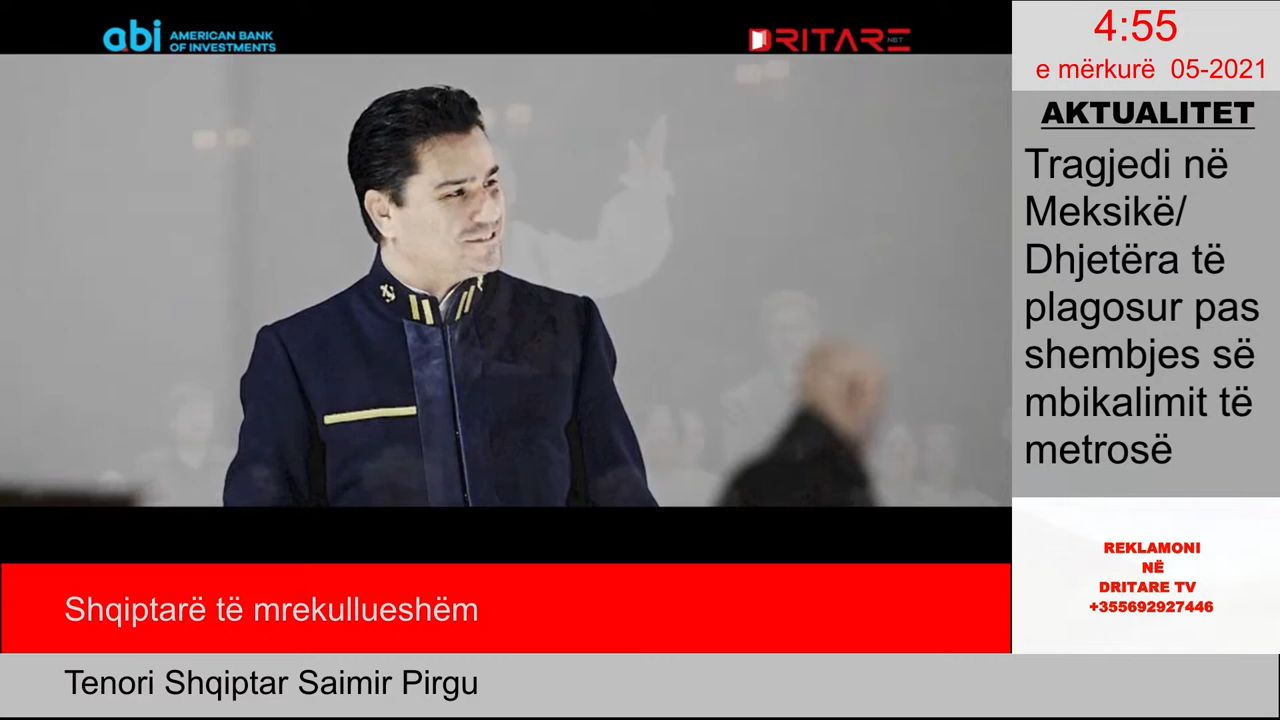 abi AMERICAN BANK
OF INVESTMENTS
DRITARE NET
4:55
e mërkurë 05-2021
AKTUALITET
Tragjedi në
Meksikë/
Dhjetëra të
plagosur pas
shembjes së
mbikalimit të
metrosë
REKLAMONI
NË
DRITARE TV
+355692927446
Shqiptarë të mrekullueshëm
Tenori Shqiptar Saimir Pirgu